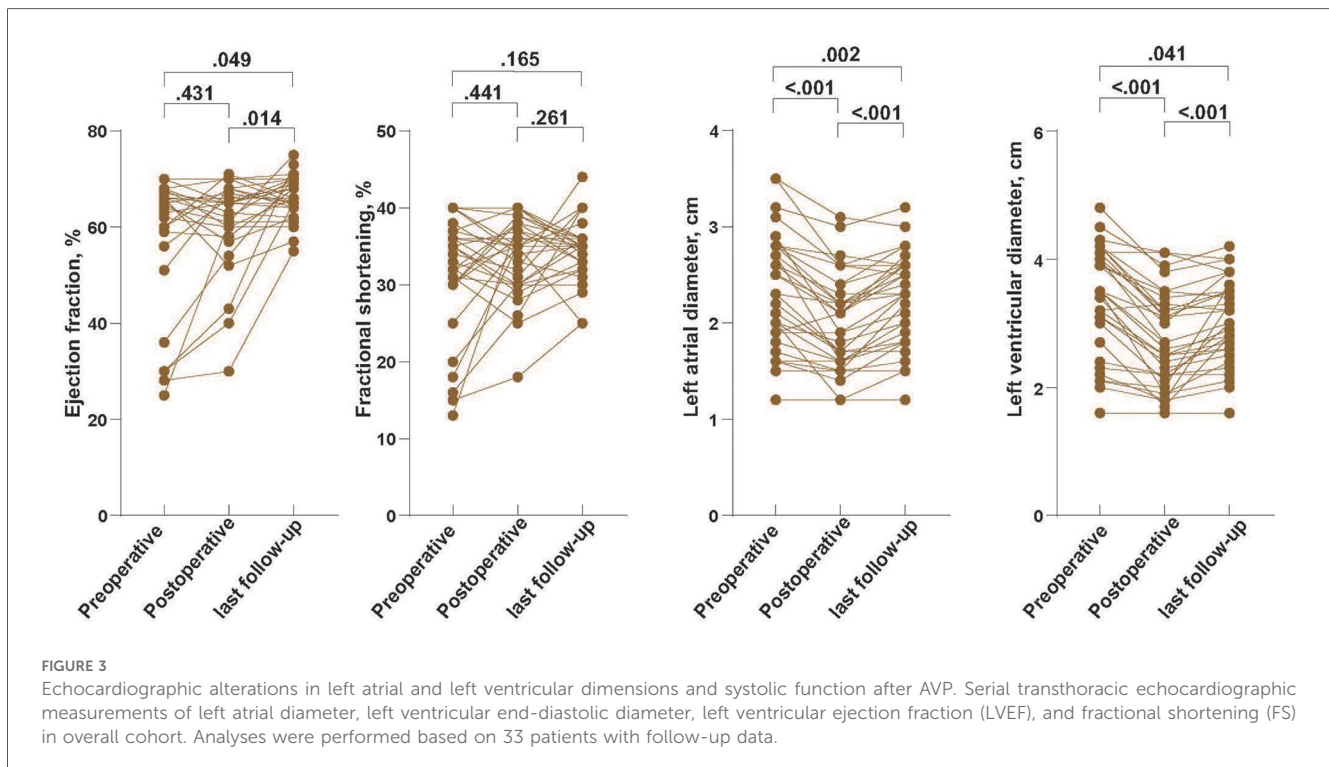 .049
.431
.014
80
60
40
20
0
Ejection fraction, %
Preoperative
Postoperative
last follow-up
.165
.441
.261
50
40
30
20
10
0
Fractional shortening, %
Preoperative
Postoperative
last follow-up
.002
<.001
<.001
4
3
2
1
0
Left atrial diameter, cm
Preoperative
Postoperative
last follow-up
.041
<.001
<.001
6
4
2
0
Left ventricular diameter, cm
Preoperative
Postoperative
last follow-up
FIGURE 3
Echocardiographic alterations in left atrial and left ventricular dimensions and systolic function after AVP. Serial transthoracic echocardiographic
measurements of left atrial diameter, left ventricular end-diastolic diameter, left ventricular ejection fraction (LVEF), and fractional shortening (FS)
in overall cohort. Analyses were performed based on 33 patients with follow-up data.